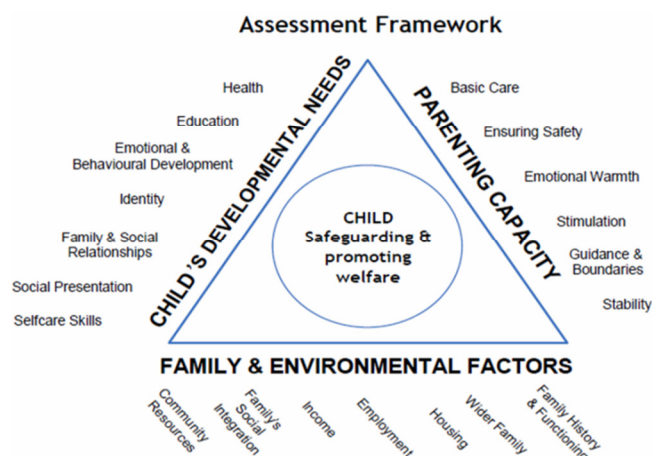 Assessment Framework
Health
Education
Emotional &
Behavioural Development
Identity
Family & Social
Relationships
Social Presentation
Selfcare Skills
CHILD'S DEVELOPMENTAL NEEDS
CHILD
Safeguarding &
promoting
welfare
PARENTING CAPACITY
Basic Care
Ensuring Safety
Emotional Warmth
Stimulation
Guidance &
Boundaries
Stability
FAMILY & ENVIRONMENTAL FACTORS
Community
Resources
Family's
Social
Integration
Income
Employment
Housing
Wider Family
Family History
& Functioning